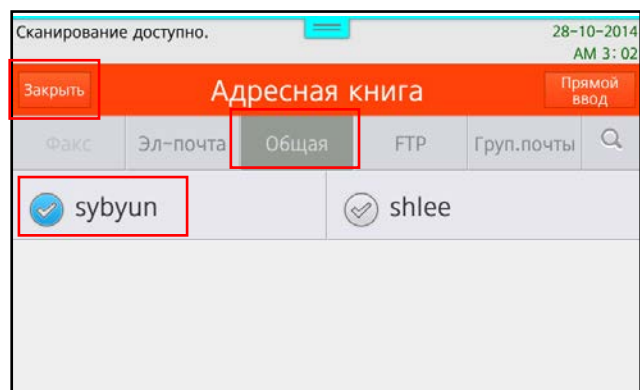 Сканирование доступно.
28-10-2014
AM 3:02
Закрыть
Адресная книга
Прямой
ввод
Факс
Эл-почта
Общая
FTP
Груп.почты
sybyun
shlee